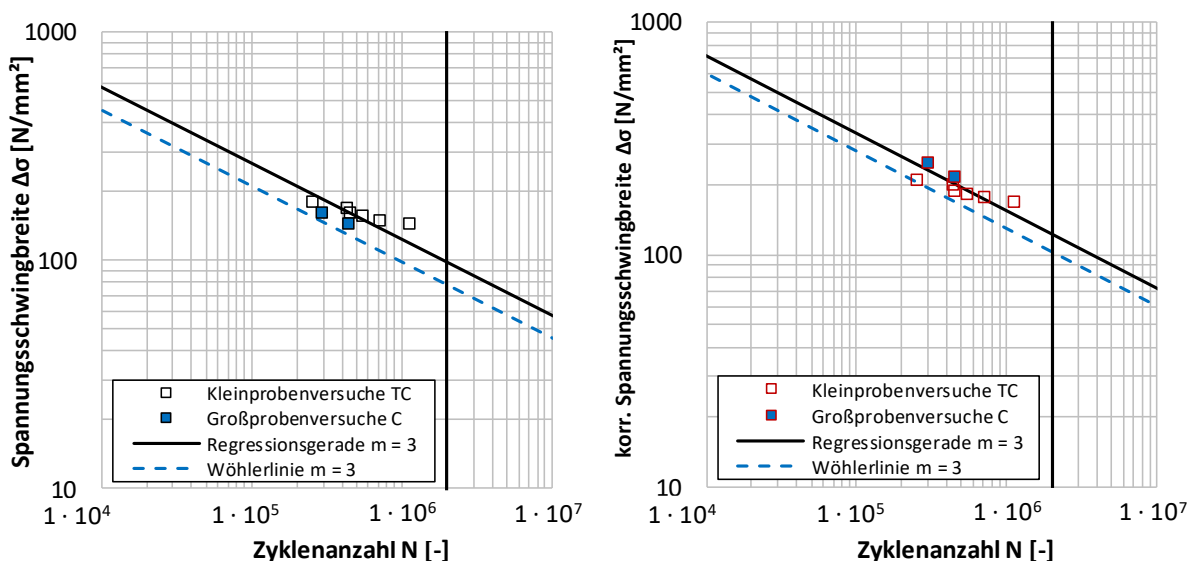 Spannungsschwingbreite Δσ [N/mm²]
1000
100
10
Kleinprobenversuche TC
Großprobenversuche C
Regressionsgerade m = 3
Wöhlerlinie m = 3
1 · 10⁴
1 · 10⁵
1 · 10⁶
1 · 10⁷
Zyklenanzahl N [-]
korr. Spannungsschwingbreite Δσ [N/mm²]
1000
100
10
Kleinprobenversuche TC
Großprobenversuche C
Regressionsgerade m = 3
Wöhlerlinie m = 3
1 · 10⁴
1 · 10⁵
1 · 10⁶
1 · 10⁷
Zyklenanzahl N [-]